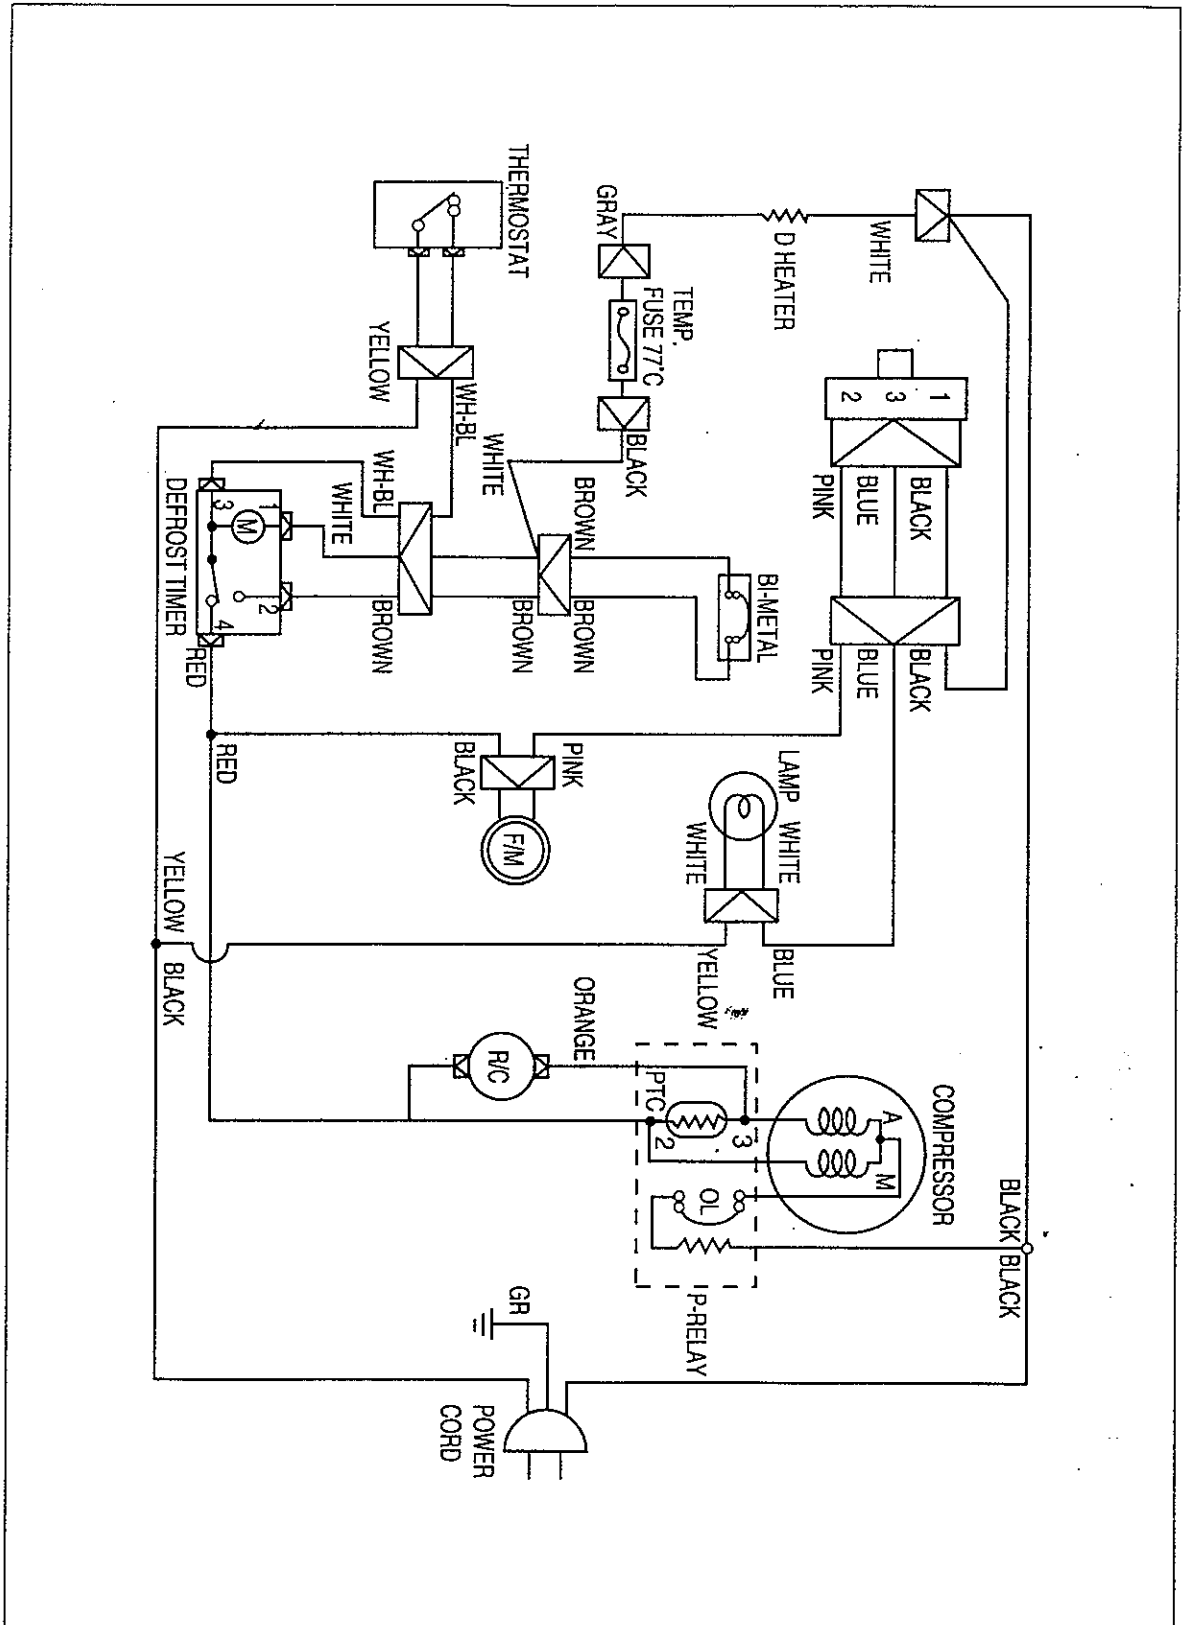 THERMOSTAT
YELLOW
WH-BL
GRAY
TEMP.
FUSE 77°C
BLACK
D HEATER
WHITE
1
3
2
BLACK
BLUE
PINK
BLACK
BLUE
PINK
WHITE
BROWN
BROWN
BI-METAL
WH-BL
WHITE
BROWN
BROWN
1
3
M
2
4
DEFROST TIMER
RED
RED
PINK
BLACK
F/M
LAMP
WHITE
WHITE
BLUE
YELLOW
YELLOW
BLACK
ORANGE
R/C
PTC
2
3
OL
A
M
COMPRESSOR
P-RELAY
BLACK
BLACK
GR
POWER
CORD